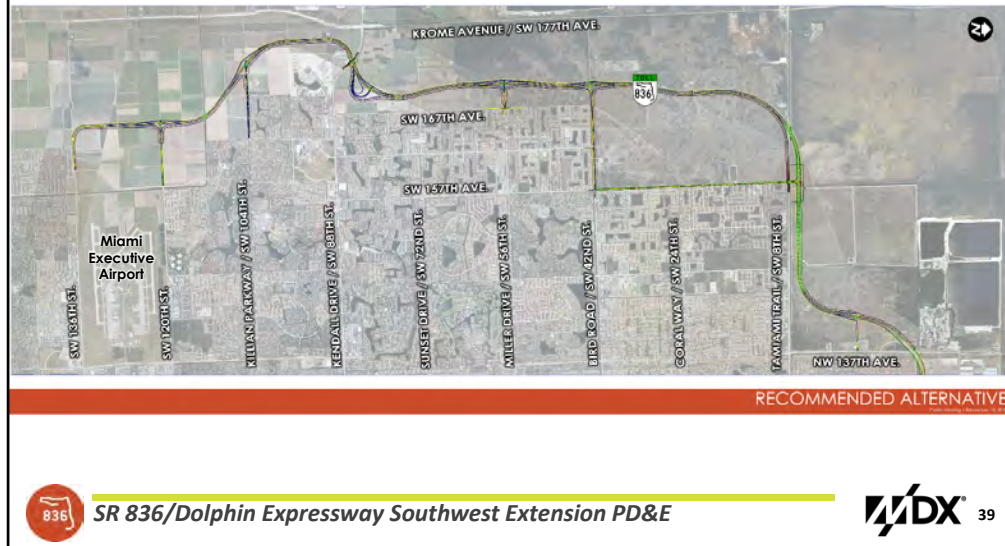 KROME AVENUE / SW 177TH AVE.
N
TOLL
836
SW 167TH AVE.
SW 157TH AVE.
Miami
Executive
Airport
SW 136TH ST.
SW 120TH ST.
KILLIAN PARKWAY / SW 104TH ST.
KENDALL DRIVE / SW 88TH ST.
SUNSET DRIVE / SW 72ND ST.
MILLER DRIVE / SW 56TH ST.
BIRD ROAD / SW 42ND ST.
CORAL WAY / SW 24TH ST.
TAMIAMI TRAIL / SW 8TH ST.
NW 137TH AVE.
RECOMMENDED ALTERNATIVE
836
SR 836/Dolphin Expressway Southwest Extension PD&E
MDX
39